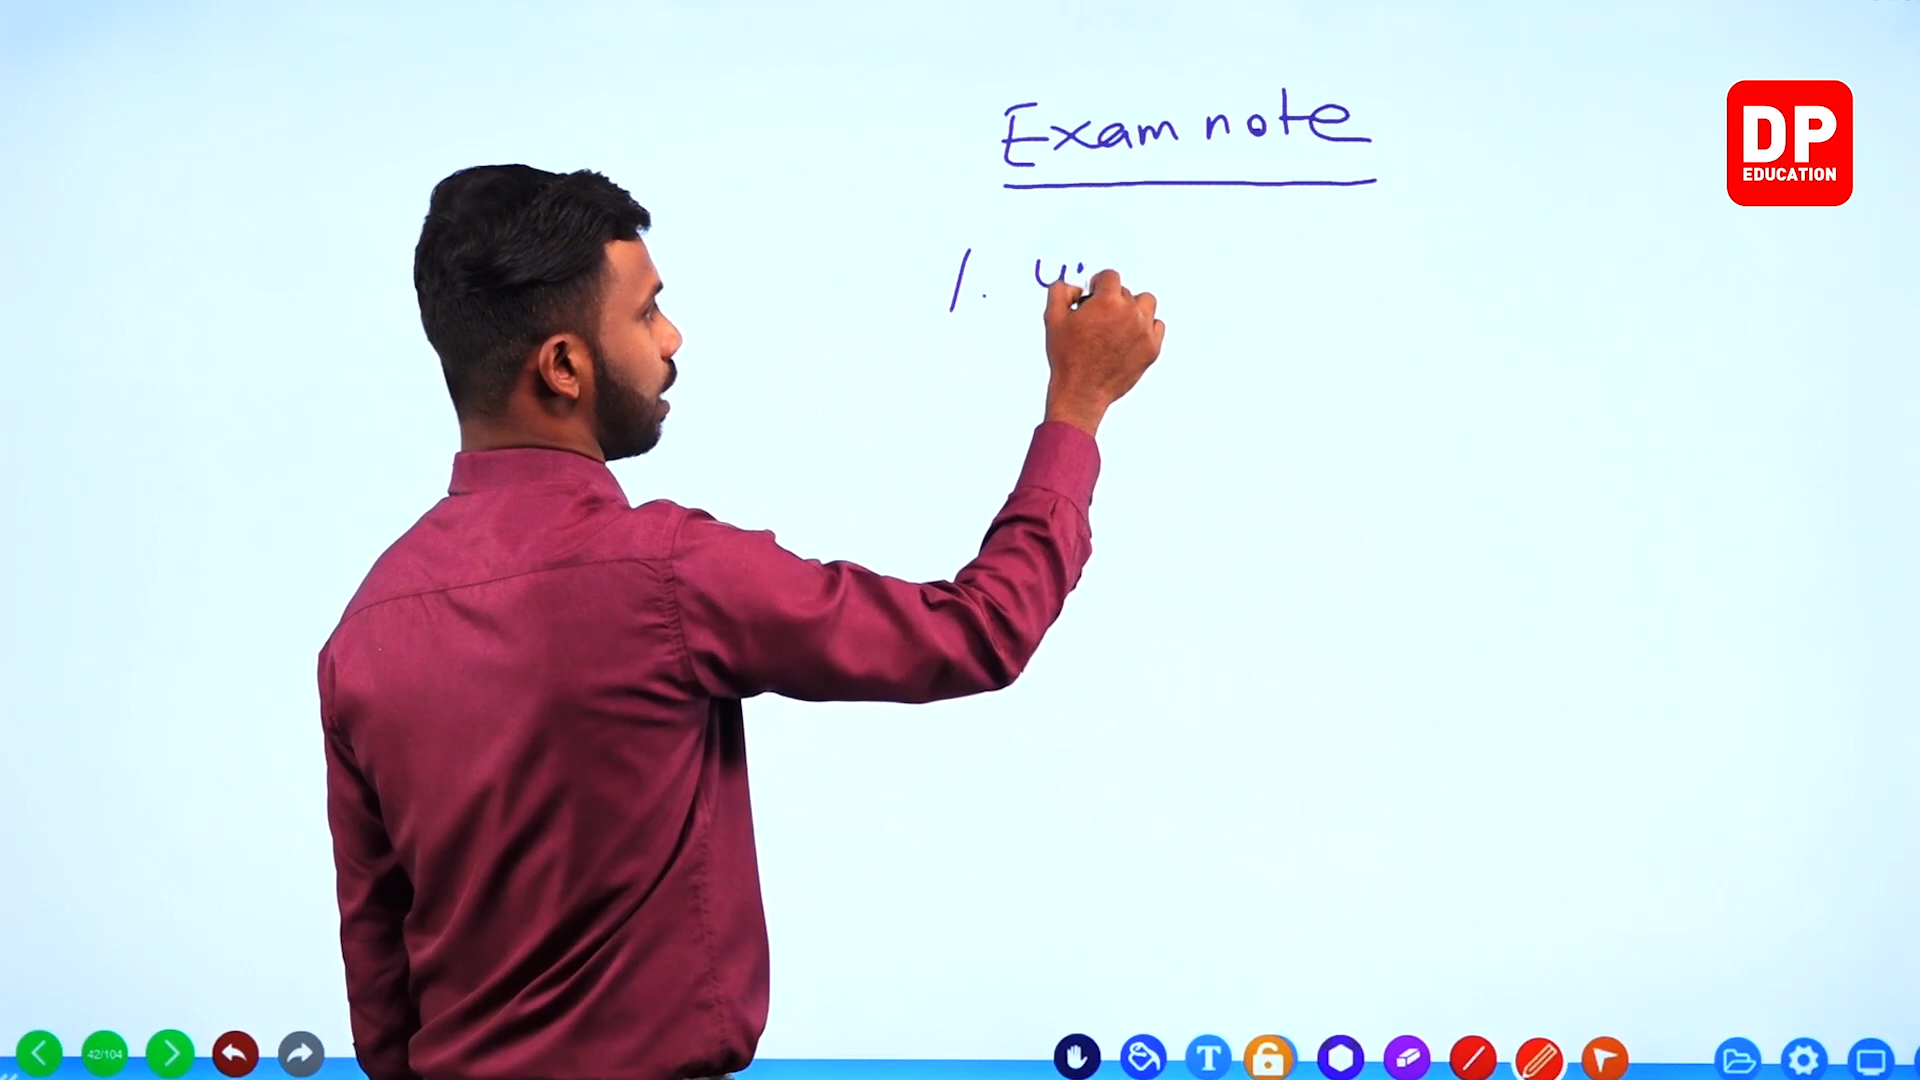 Exam note
DP
EDUCATION
1.
42/104
T